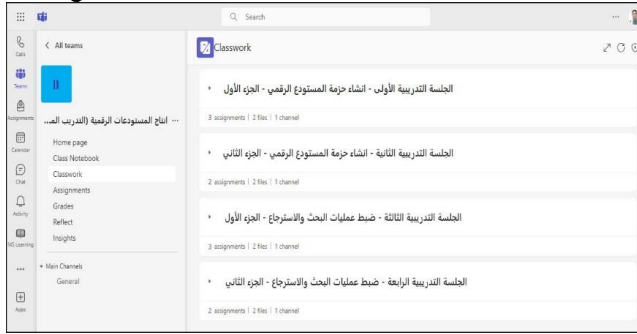 Search
Calls
Teams
Assignments
Calendar
Chat
Activity
NS Learning
Apps
All teams
انتاج المستودعات الرقمية (التدريب المـ...
Home page
Class Notebook
Classwork
Assignments
Grades
Reflect
Insights
Main Channels
General
Classwork
الجلسة التدريبية الأولى - انشاء حزمة المستودع الرقمي - الجزء الأول
3 assignments | 2 files | 1 channel
الجلسة التدريبية الثانية - انشاء حزمة المستودع الرقمي - الجزء الثاني
2 assignments | 2 files | 1 channel
الجلسة التدريبية الثالثة - ضبط عمليات البحث والاسترجاع - الجزء الأول
3 assignments | 2 files | 1 channel
الجلسة التدريبية الرابعة - ضبط عمليات البحث والاسترجاع - الجزء الثاني
2 assignments | 2 files | 1 channel